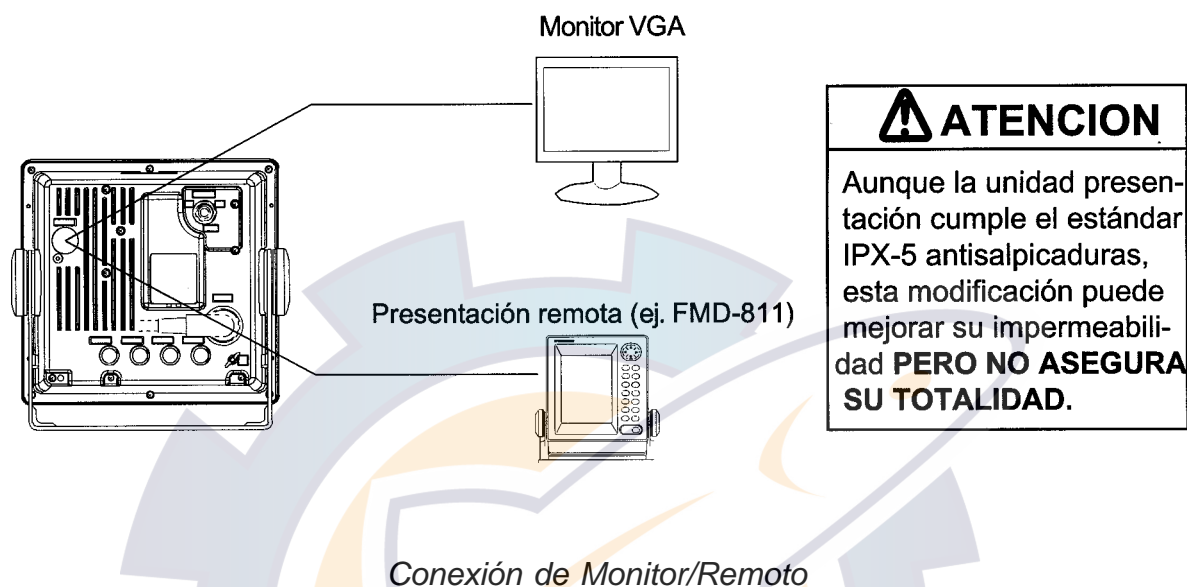 Monitor VGA
Presentación remota (ej. FMD-811)
ATENCION
Aunque la unidad presen-
tación cumple el estándar
IPX-5 antisalpicaduras,
esta modificación puede
mejorar su impermeabili-
dad PERO NO ASEGURA
SU TOTALIDAD.
Conexión de Monitor/Remoto